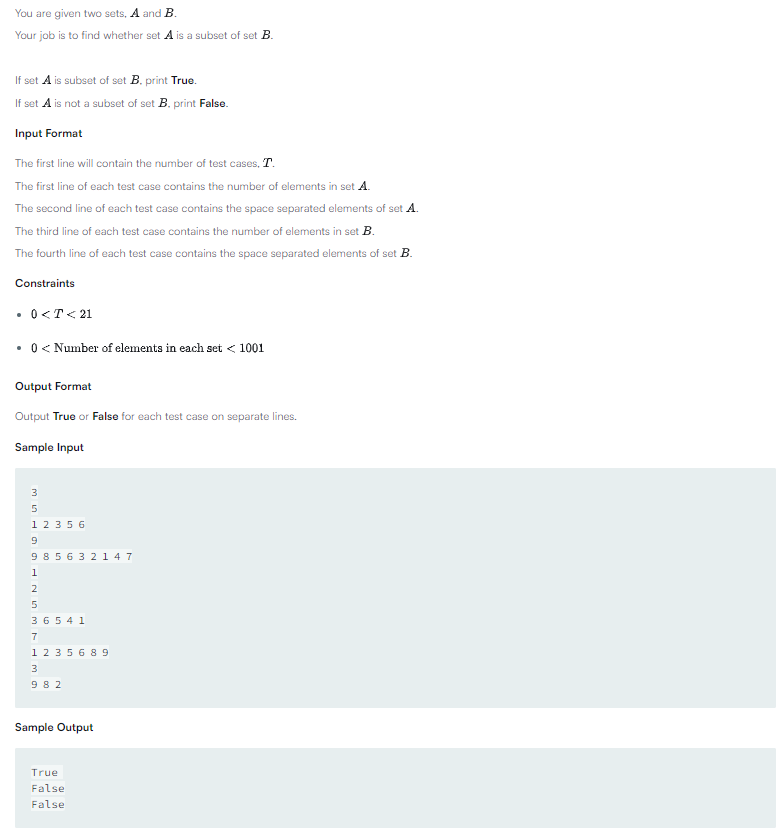 You are given two sets, A and B.
Your job is to find whether set A is a subset of set B.
If set A is subset of set B, print True.
If set A is not a subset of set B, print False.
Input Format
The first line will contain the number of test cases, T.
The first line of each test case contains the number of elements in set A.
The second line of each test case contains the space separated elements of set A.
The third line of each test case contains the number of elements in set B.
The fourth line of each test case contains the space separated elements of set B.
Constraints
• 0 < T < 21
• 0 < Number of elements in each set < 1001
Output Format
Output True or False for each test case on separate lines.
Sample Input
3
5
1 2 3 5 6
9
9 8 5 6 3 2 1 4 7
1
2
5
3 6 5 4 1
7
1 2 3 5 6 8 9
3
9 8 2
Sample Output
True
False
False